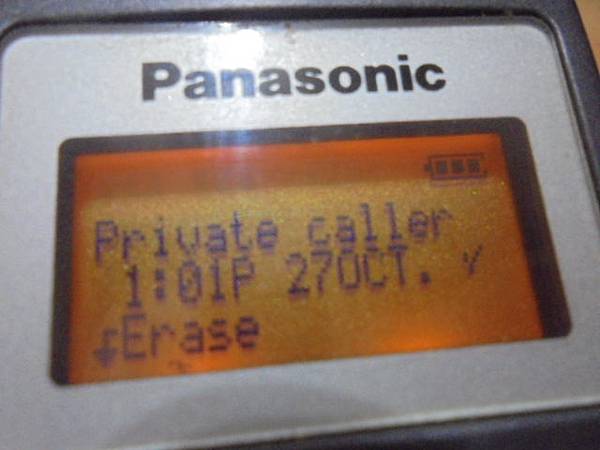 Panasonic
Private caller
1:01P 27OCT. √
Erase